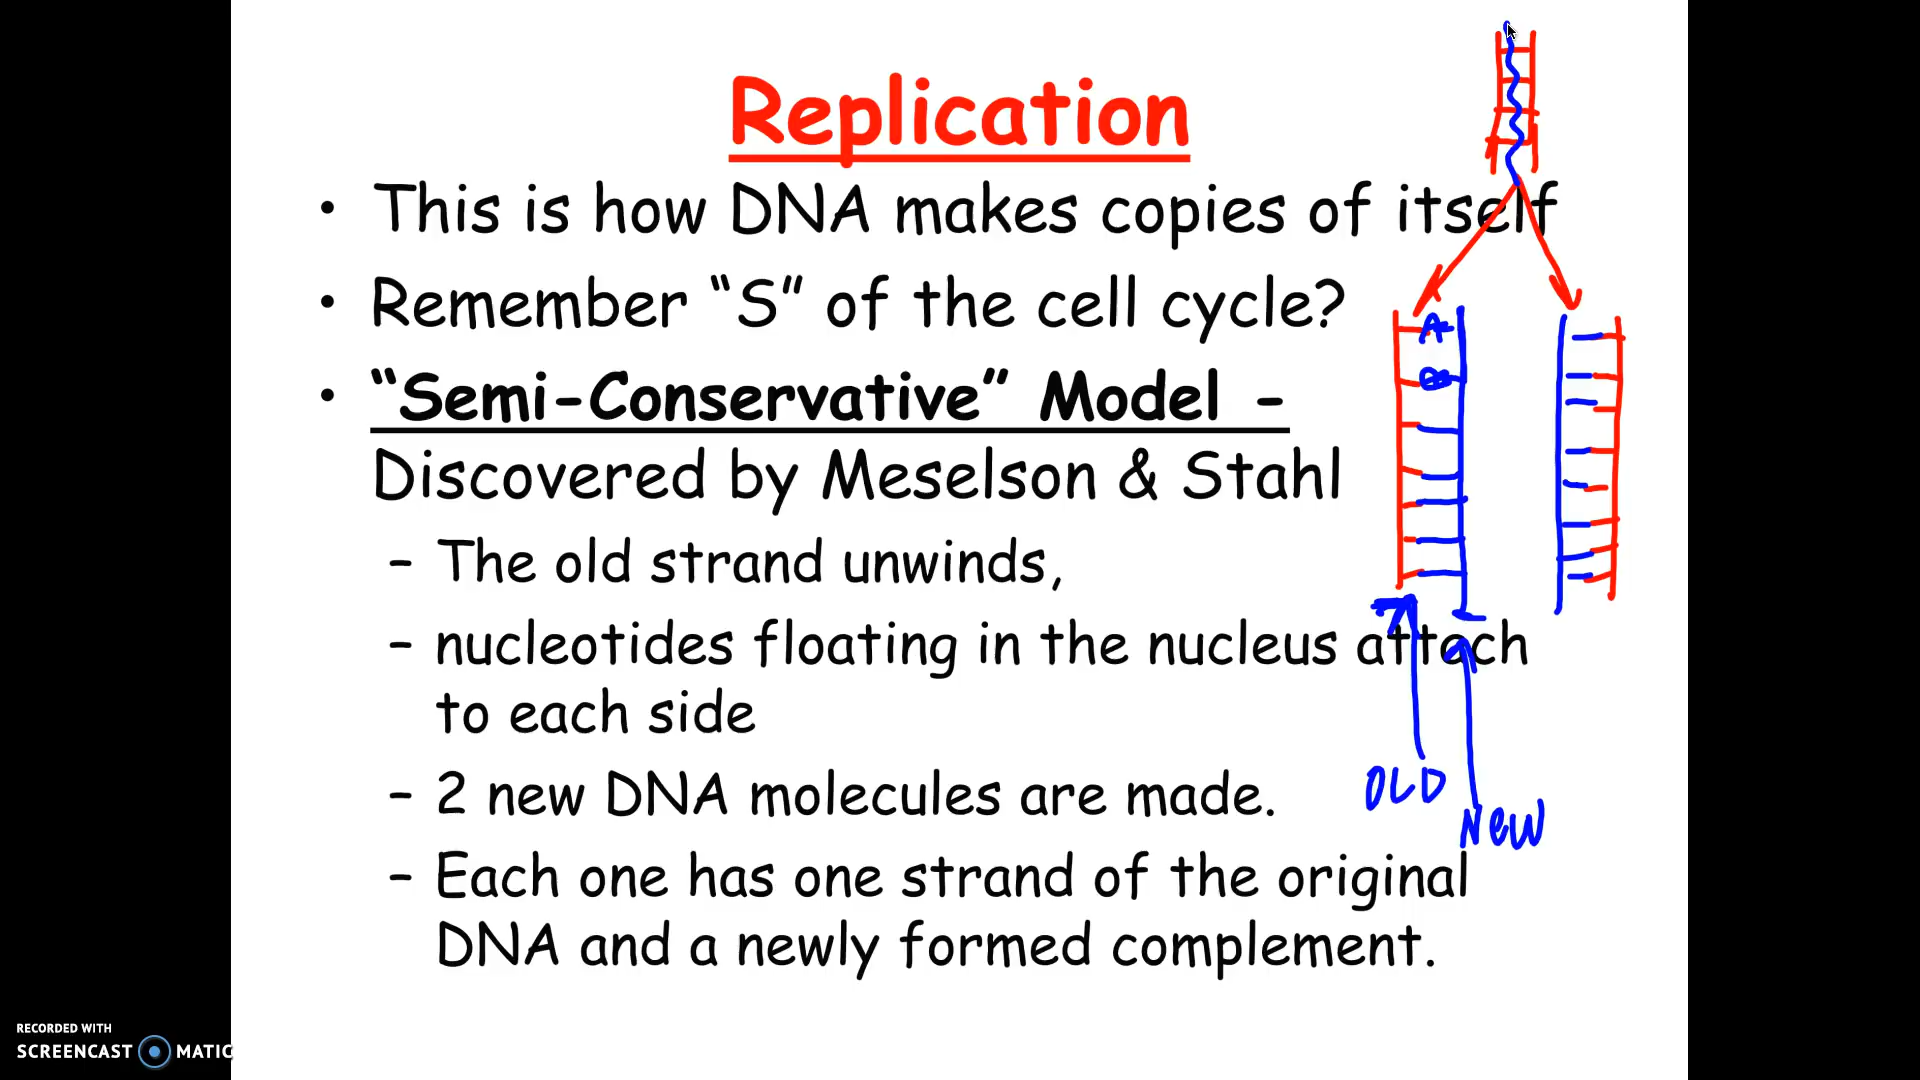 Replication
• This is how DNA makes copies of itself
• Remember “S” of the cell cycle?
• “Semi-Conservative” Model -
Discovered by Meselson & Stahl
– The old strand unwinds,
– nucleotides floating in the nucleus attach
to each side
– 2 new DNA molecules are made.
– Each one has one strand of the original
DNA and a newly formed complement.
A
OLD
NEW
RECORDED WITH
SCREENCAST MATIC